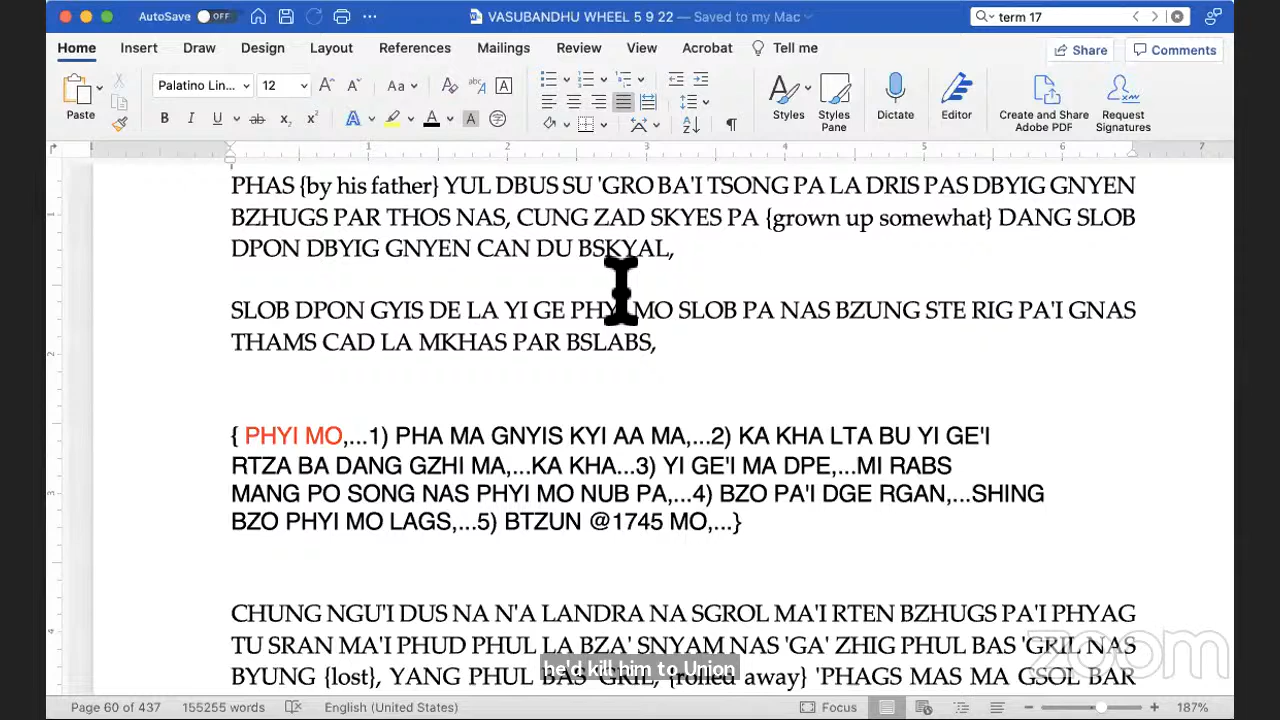 AutoSave OFF VASUBANDHU WHEEL 5 9 22 — Saved to my Mac term 17
Home Insert Draw Design Layout References Mailings Review View Acrobat Tell me Share Comments
Palatino Lin... 12
Paste Styles Styles Pane Dictate Editor Create and Share Adobe PDF Request Signatures
1 2 3 4 5 6 7
PHAS {by his father} YUL DBUS SU 'GRO BA'I TSONG PA LA DRIS PAS DBYIG GNYEN
BZHUGS PAR THOS NAS, CUNG ZAD SKYES PA {grown up somewhat} DANG SLOB
DPON DBYIG GNYEN CAN DU BSKYAL,
SLOB DPON GYIS DE LA YI GE PHYI MO SLOB PA NAS BZUNG STE RIG PA'I GNAS
THAMS CAD LA MKHAS PAR BSLABS,
{ PHYI MO,...1) PHA MA GNYIS KYI AA MA,...2) KA KHA LTA BU YI GE'I
RTZA BA DANG GZHI MA,...KA KHA...3) YI GE'I MA DPE,...MI RABS
MANG PO SONG NAS PHYI MO NUB PA,...4) BZO PA'I DGE RGAN,...SHING
BZO PHYI MO LAGS,...5) BTZUN @1745 MO,...}
CHUNG NGU'I DUS NA N'A LANDRA NA SGROL MA'I RTEN BZHUGS PA'I PHYAG
TU SRAN MA'I PHUD PHUL LA BZA' SNYAM NAS 'GA' ZHIG PHUL BAS 'GRIL NAS
BYUNG {lost}, YANG PHUL BAS 'GRIL, {rolled away} 'PHAGS MAS MA GSOL BAR
he'd kill him to Union
zoom
Page 60 of 437 155255 words English (United States) Focus 187%